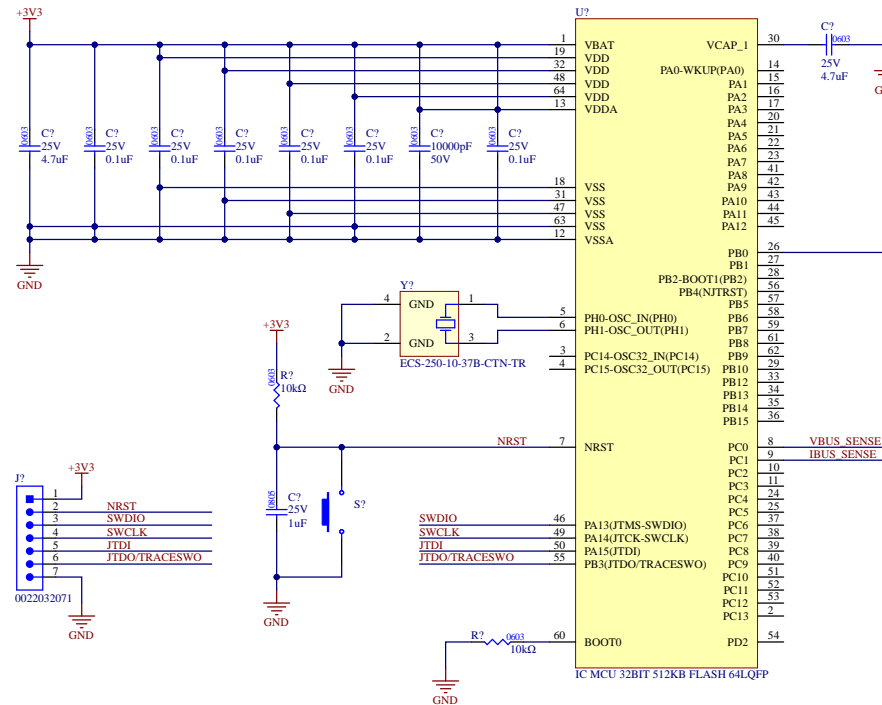 +3V3
U?
C?
0603
25V
4.7uF
1 VBAT
19 VDD
32 VDD
48 VDD
64 VDD
13 VDDA
VCAP_1 30
PA0-WKUP(PA0) 14
PA1 15
PA2 16
PA3 17
PA4 20
PA5 21
PA6 22
PA7 23
PA8 41
PA9 42
PA10 43
PA11 44
PA12 45
0603 C? 25V 4.7uF
0603 C? 25V 0.1uF
0603 C? 25V 0.1uF
0603 C? 25V 0.1uF
0603 C? 25V 0.1uF
0603 C? 25V 0.1uF
0603 C? 10000pF 50V
0603 C? 25V 0.1uF
18 VSS
31 VSS
47 VSS
63 VSS
12 VSSA
GND
PB0 26
PB1 27
PB2-BOOT1(PB2) 28
PB4(NJTRST) 56
PB5 57
PB6 58
PB7 59
PB8 61
PB9 62
PB10 29
PB12 33
PB13 34
PB14 35
PB15 36
Y?
4 GND 1
2 GND 3
ECS-250-10-37B-CTN-TR
GND
5 PH0-OSC_IN(PH0)
6 PH1-OSC_OUT(PH1)
3 PC14-OSC32_IN(PC14)
4 PC15-OSC32_OUT(PC15)
+3V3
0603
R?
10kΩ
NRST 7 NRST
PC0 8 VBUS_SENSE
PC1 9 IBUS_SENSE
PC2 10
PC3 11
PC4 24
PC5 25
PC6 37
PC7 38
PC8 39
PC9 40
PC10 51
PC11 52
PC12 53
PC13 2
PD2 54
J?
+3V3
1
2 NRST
3 SWDIO
4 SWCLK
5 JTDI
6 JTDO/TRACESWO
7
0022032071
GND
0805
C?
25V
1uF
S?
GND
SWDIO 46 PA13(JTMS-SWDIO)
SWCLK 49 PA14(JTCK-SWCLK)
JTDI 50 PA15(JTDI)
JTDO/TRACESWO 55 PB3(JTDO/TRACESWO)
R? 0603
10kΩ
60 BOOT0
GND
IC MCU 32BIT 512KB FLASH 64LQFP